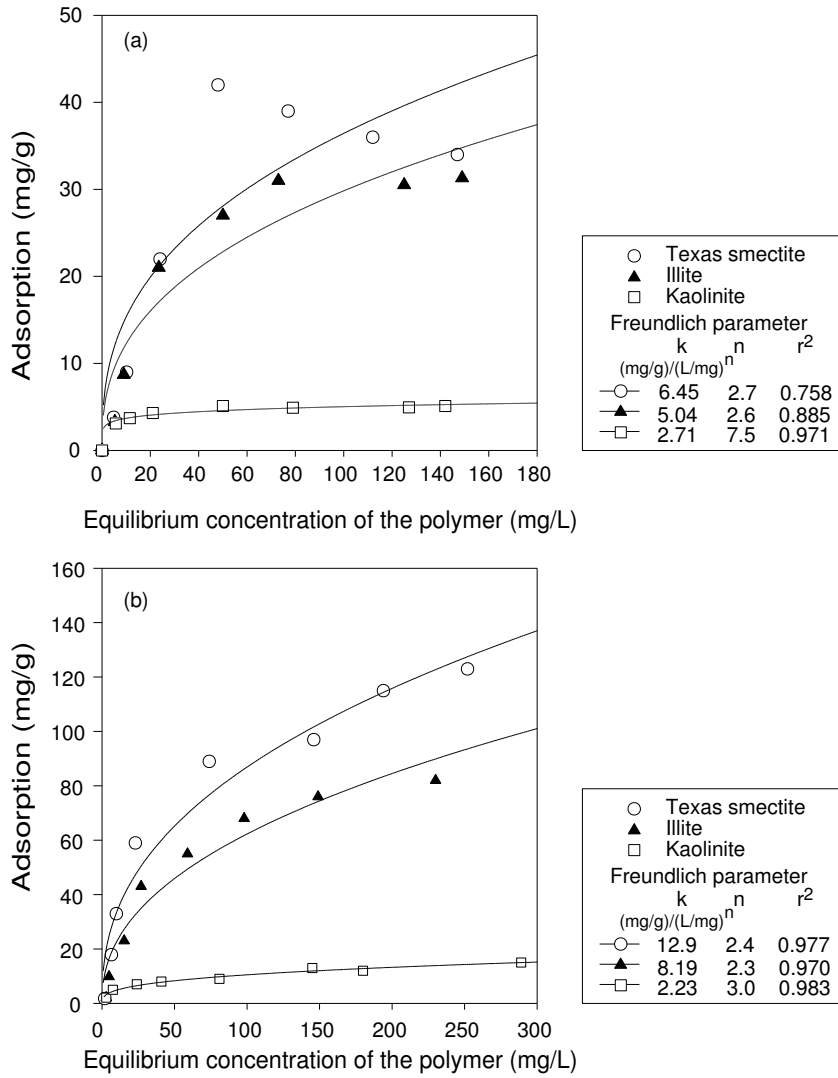 (a)
50
40
30
20
10
0
Adsorption (mg/g)
0 20 40 60 80 100 120 140 160 180
Equilibrium concentration of the polymer (mg/L)
Texas smectite
Illite
Kaolinite
Freundlich parameter
k n r²
(mg/g)/(L/mg)ⁿ
6.45 2.7 0.758
5.04 2.6 0.885
2.71 7.5 0.971
(b)
160
140
120
100
80
60
40
20
0
Adsorption (mg/g)
0 50 100 150 200 250 300
Equilibrium concentration of the polymer (mg/L)
Texas smectite
Illite
Kaolinite
Freundlich parameter
k n r²
(mg/g)/(L/mg)ⁿ
12.9 2.4 0.977
8.19 2.3 0.970
2.23 3.0 0.983